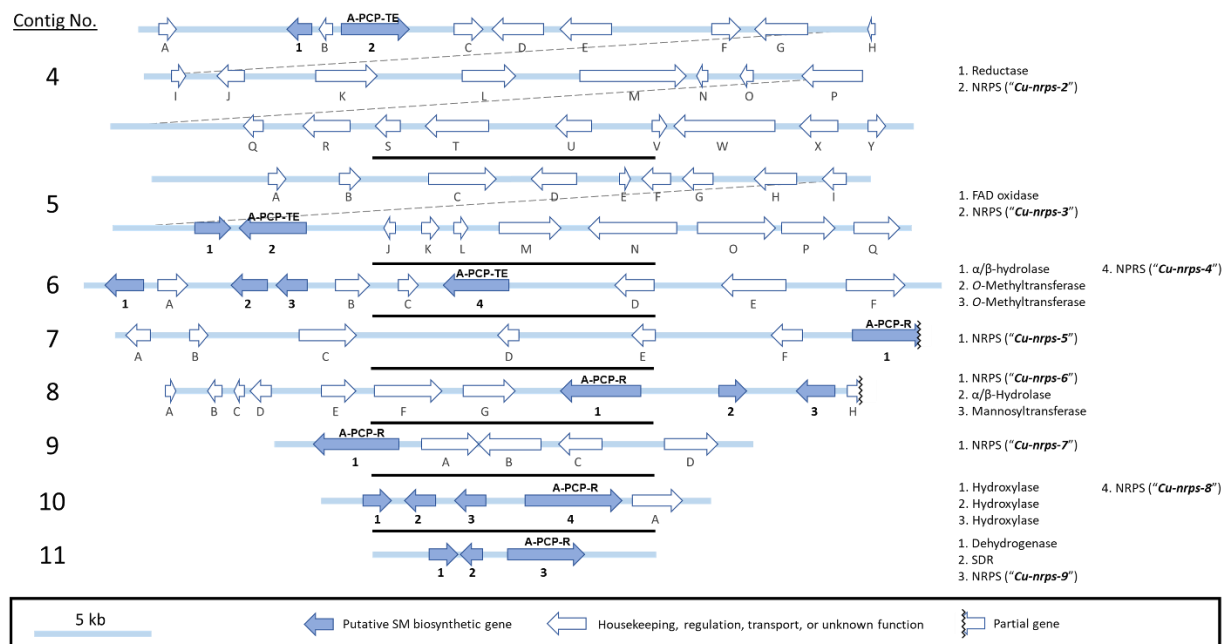 Contig No.
A-PCP-TE
A 1 B 2 C D E F G H
4
I J K L M N O P
1. Reductase
2. NRPS ("Cu-nrps-2")
Q R S T U V W X Y
5
A B C D E F G H I
1. FAD oxidase
2. NRPS ("Cu-nrps-3")
A-PCP-TE
1 2 J K L M N O P Q
6
A-PCP-TE
1 A 2 3 B C 4 D E F
1. α/β-hydrolase 4. NPRS ("Cu-nrps-4")
2. O-Methyltransferase
3. O-Methyltransferase
7
A-PCP-R
A B C D E F 1
1. NRPS ("Cu-nrps-5")
8
A-PCP-R
A B C D E F G 1 2 3 H
1. NRPS ("Cu-nrps-6")
2. α/β-Hydrolase
3. Mannosyltransferase
9
A-PCP-R
1 A B C D
1. NRPS ("Cu-nrps-7")
10
A-PCP-R
1 2 3 4 A
1. Hydroxylase 4. NRPS ("Cu-nrps-8")
2. Hydroxylase
3. Hydroxylase
11
A-PCP-R
1 2 3
1. Dehydrogenase
2. SDR
3. NRPS ("Cu-nrps-9")
5 kb
Putative SM biosynthetic gene
Housekeeping, regulation, transport, or unknown function
Partial gene